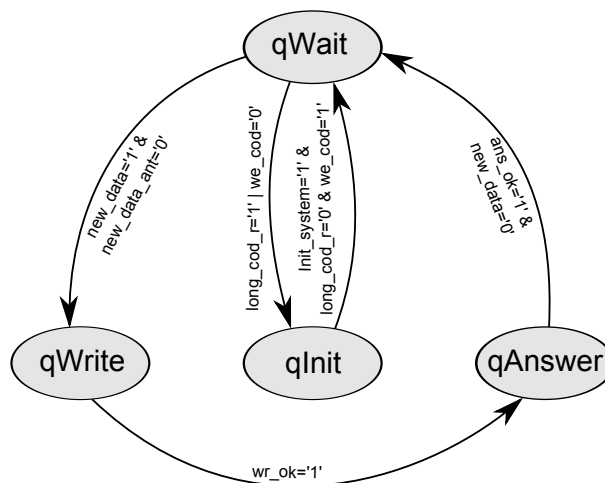 qWait
new_data='1' &
new_data_ant='0'
long_cod_r='1' | we_cod='0'
Init_system='1' &
long_cod_r='0' & we_cod='1'
ans_ok='1' &
new_data='0'
qWrite
qInit
qAnswer
wr_ok='1'